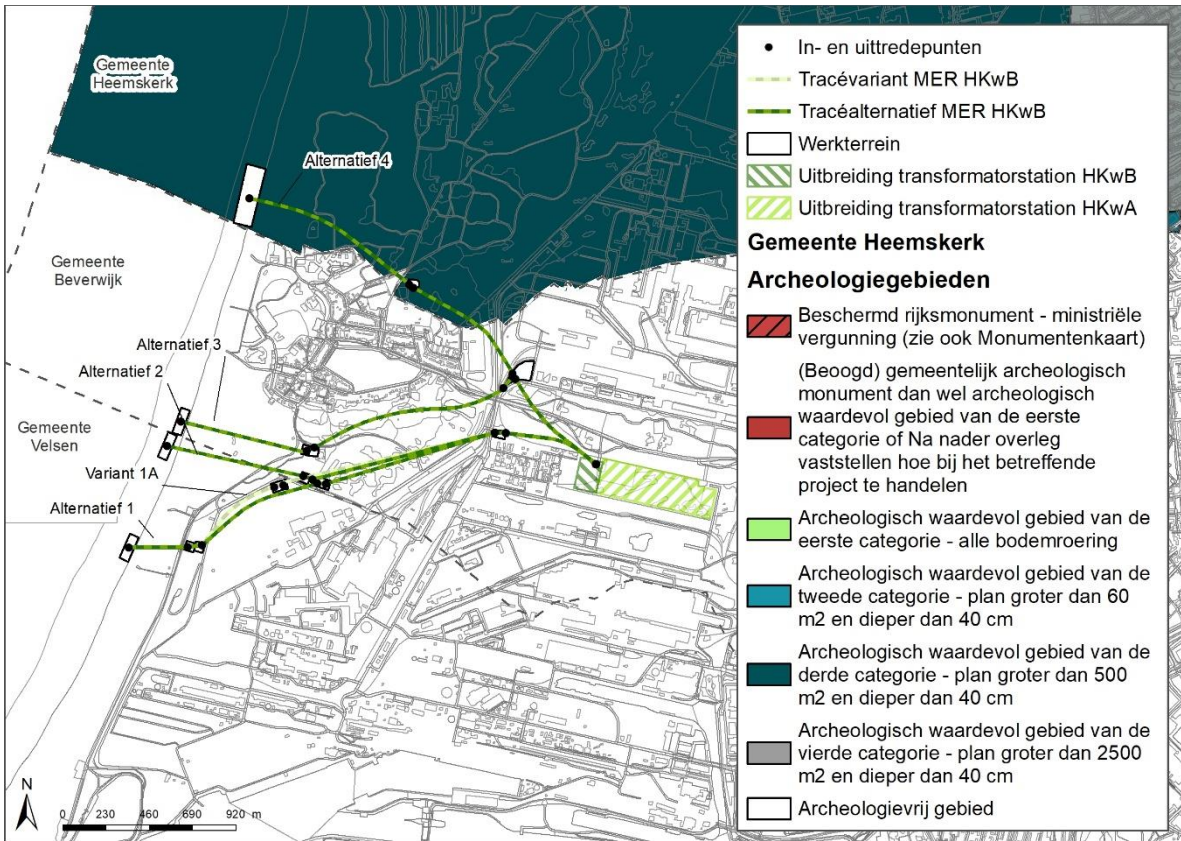 Gemeente
Heemskerk
Alternatief 4
Gemeente
Beverwijk
Alternatief 3
Alternatief 2
Gemeente
Velsen
Variant 1A
Alternatief 1
N
0 230 460 690 920 m
In- en uittredepunten
Tracévariant MER HKwB
Tracéalternatief MER HKwB
Werkterrein
Uitbreiding transformatorstation HKwB
Uitbreiding transformatorstation HKwA
Gemeente Heemskerk
Archeologiegebieden
Beschermd rijksmonument - ministriële
vergunning (zie ook Monumentenkaart)
(Beoogd) gemeentelijk archeologisch
monument dan wel archeologisch
waardevol gebied van de eerste
categorie of Na nader overleg
vaststellen hoe bij het betreffende
project te handelen
Archeologisch waardevol gebied van de
eerste categorie - alle bodemroering
Archeologisch waardevol gebied van de
tweede categorie - plan groter dan 60
m2 en dieper dan 40 cm
Archeologisch waardevol gebied van de
derde categorie - plan groter dan 500
m2 en dieper dan 40 cm
Archeologisch waardevol gebied van de
vierde categorie - plan groter dan 2500
m2 en dieper dan 40 cm
Archeologievrij gebied